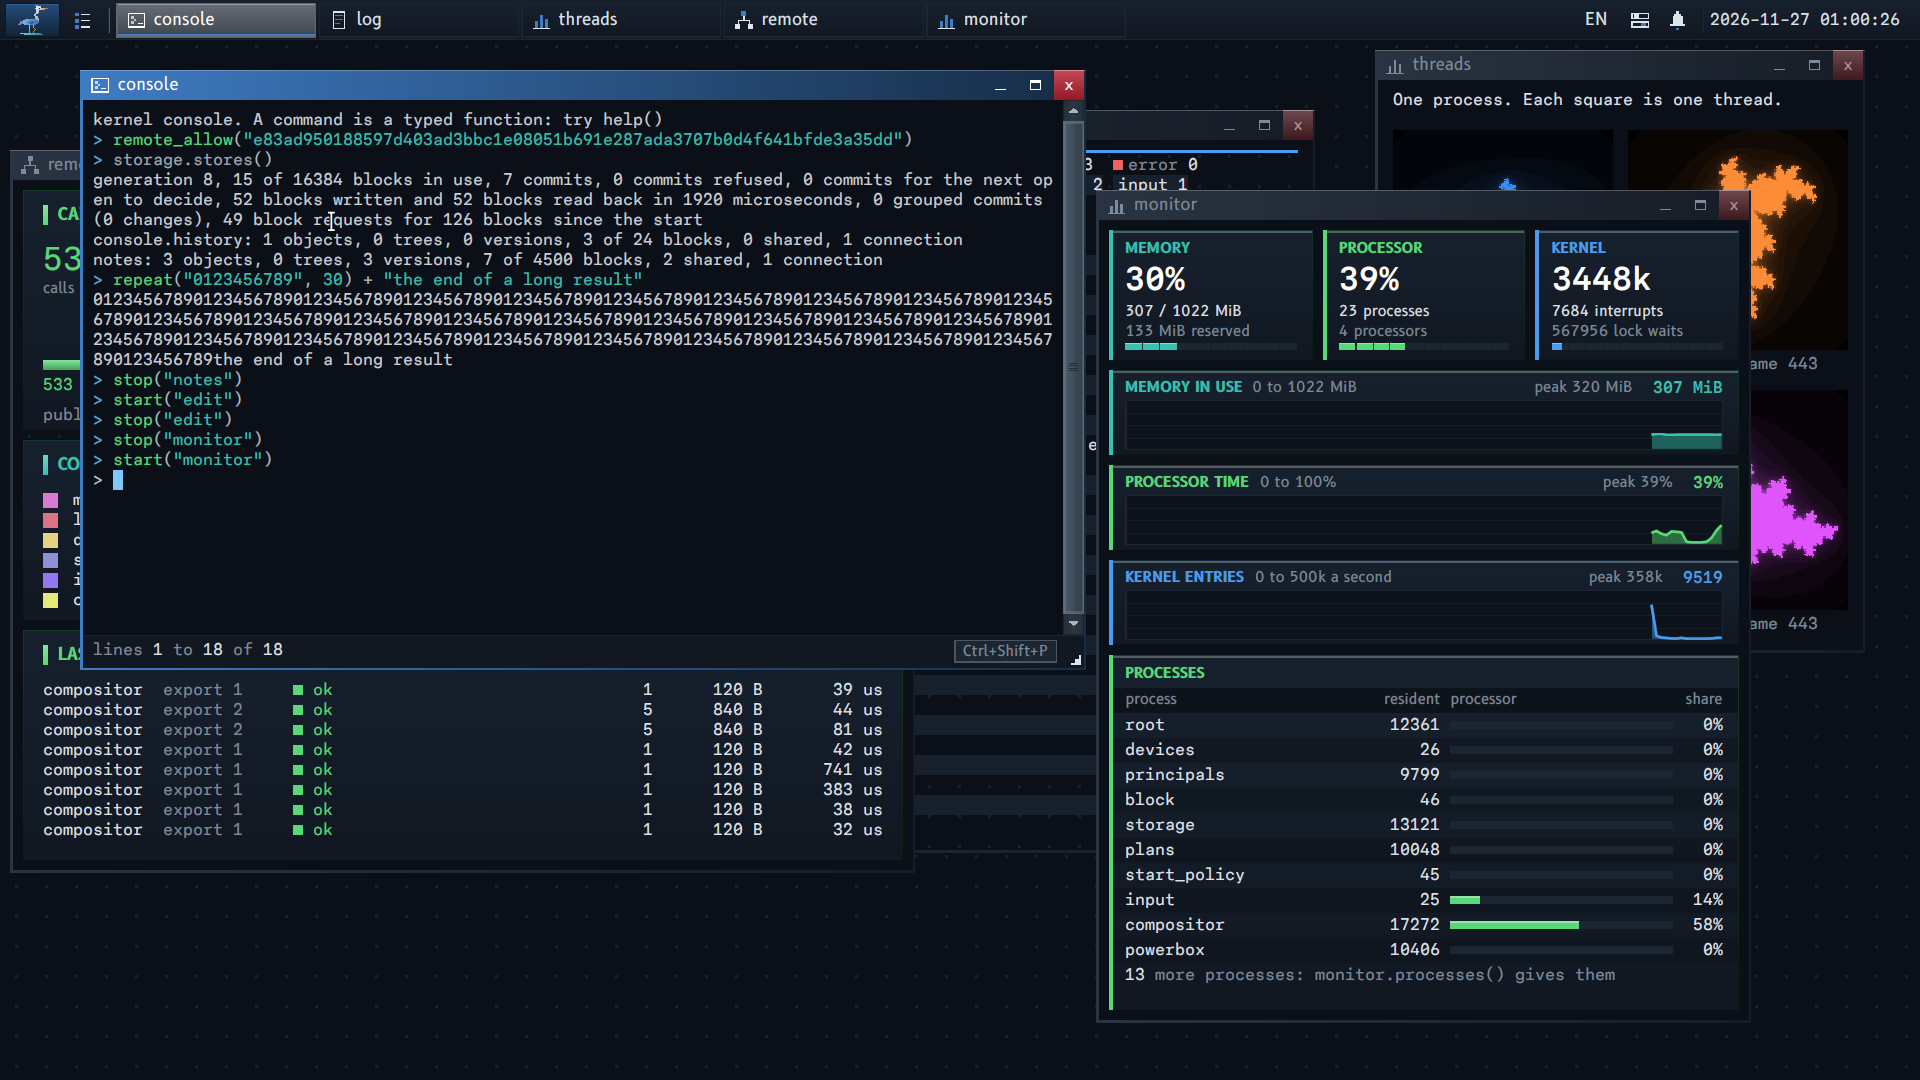 console
log
threads
remote
monitor
EN
2026-11-27 01:00:26
console
kernel console. A command is a typed function: try help()
> remote_allow("e83ad950188597d403ad3bbc1e08051b691e287ada3707b0d4f641bfde3a35dd")
> storage.stores()
generation 8, 15 of 16384 blocks in use, 7 commits, 0 commits refused, 0 commits for the next op
en to decide, 52 blocks written and 52 blocks read back in 1920 microseconds, 0 grouped commits
(0 changes), 49 block requests for 126 blocks since the start
console.history: 1 objects, 0 trees, 0 versions, 3 of 24 blocks, 0 shared, 1 connection
notes: 3 objects, 0 trees, 3 versions, 7 of 4500 blocks, 2 shared, 1 connection
> repeat("0123456789", 30) + "the end of a long result"
012345678901234567890123456789012345678901234567890123456789012345678901234567890123456789012345
678901234567890123456789012345678901234567890123456789012345678901234567890123456789012345678901
234567890123456789012345678901234567890123456789012345678901234567890123456789012345678901234567
890123456789the end of a long result
> stop("notes")
> start("edit")
> stop("edit")
> stop("monitor")
> start("monitor")
>
lines 1 to 18 of 18
Ctrl+Shift+P
error 0
input 1
533
calls
533
compositor export 1 ok 1 120 B 39 us
compositor export 2 ok 5 840 B 44 us
compositor export 2 ok 5 840 B 81 us
compositor export 1 ok 1 120 B 42 us
compositor export 1 ok 1 120 B 741 us
compositor export 1 ok 1 120 B 383 us
compositor export 1 ok 1 120 B 38 us
compositor export 1 ok 1 120 B 32 us
threads
One process. Each square is one thread.
ame 443
ame 443
monitor
MEMORY
30%
307 / 1022 MiB
133 MiB reserved
PROCESSOR
39%
23 processes
4 processors
KERNEL
3448k
7684 interrupts
567956 lock waits
MEMORY IN USE 0 to 1022 MiB peak 320 MiB 307 MiB
PROCESSOR TIME 0 to 100% peak 39% 39%
KERNEL ENTRIES 0 to 500k a second peak 358k 9519
PROCESSES
process resident processor share
root 12361 0%
devices 26 0%
principals 9799 0%
block 46 0%
storage 13121 0%
plans 10048 0%
start_policy 45 0%
input 25 14%
compositor 17272 58%
powerbox 10406 0%
13 more processes: monitor.processes() gives them